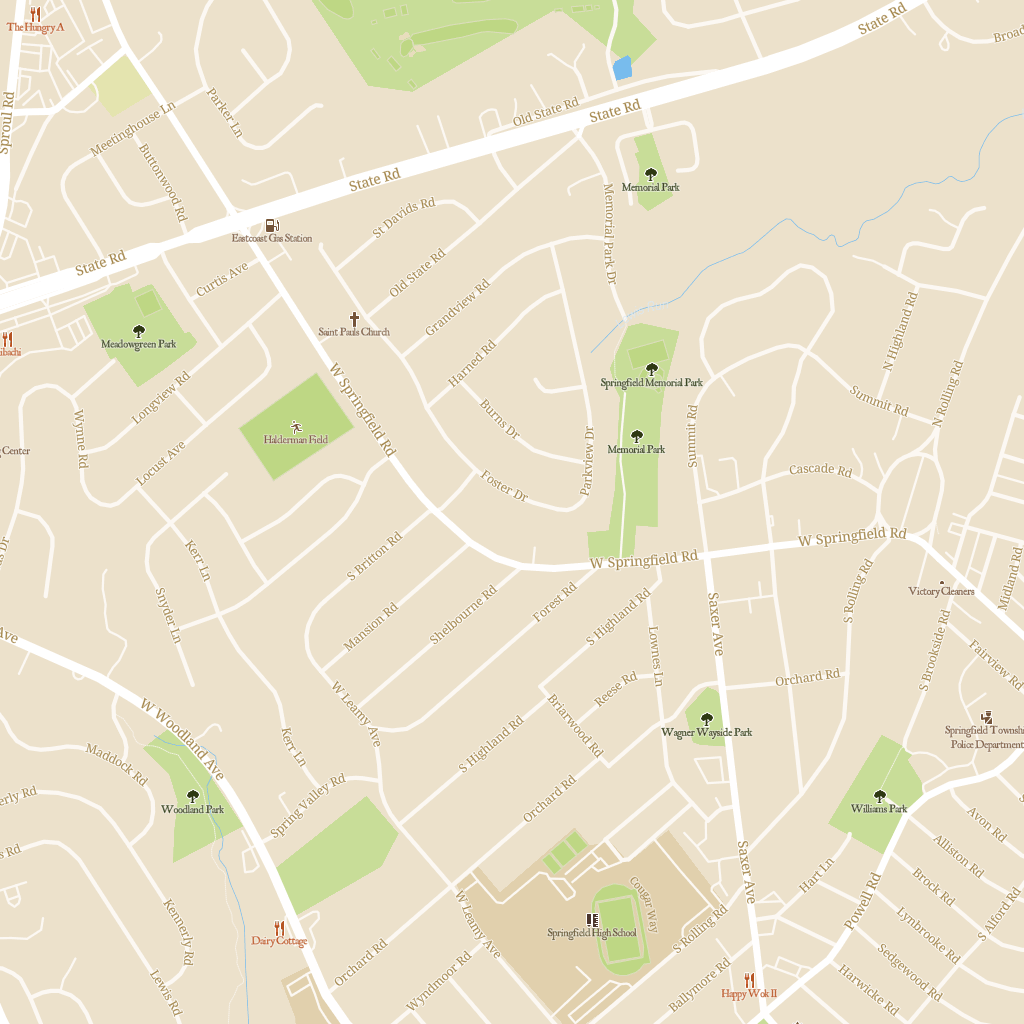 The Hungry A
State Rd
Broad
Sproul Rd
Parker Ln
Old State Rd
State Rd
Meetinghouse Ln
Buttonwood Rd
State Rd
Memorial Park
St Davids Rd
Memorial Park Dr
Eastcoast Gas Station
State Rd
Curtis Ave
Old State Rd
Grandview Rd
N Highland Rd
Saint Pauls Church
ibachi
Meadowgreen Park
Harned Rd
W Springfield Rd
Springfield Memorial Park
N Rolling Rd
Longview Rd
Summit Rd
Burns Dr
Wynne Rd
Halderman Field
Summit Rd
Memorial Park
g Center
Locust Ave
Parkview Dr
Cascade Rd
Foster Dr
W Springfield Rd
S Britton Rd
Kerr Ln
W Springfield Rd
as Dr
Midland Rd
Victory Cleaners
S Rolling Rd
Snyder Ln
Mansion Rd
Shelbourne Rd
Forest Rd
S Highland Rd
Saxer Ave
Ave
Lownes Ln
S Brookside Rd
Fairview Rd
Orchard Rd
Reese Rd
W Leamy Ave
W Woodland Ave
Briarwood Rd
Wagner Wayside Park
Springfield Townshi
Police Department
Kerr Ln
S Highland Rd
Maddock Rd
erly Rd
Woodland Park
Spring Valley Rd
Orchard Rd
Williams Park
Avon Rd
s Rd
Alliston Rd
Saxer Ave
Hart Ln
Brock Rd
Powell Rd
Cougar Way
S Alford Rd
Kennerly Rd
W Leamy Ave
Springfield High School
S Rolling Rd
Lynbrooke Rd
Dairy Cottage
Orchard Rd
Wyndmoor Rd
Ballymore Rd
Sedgewood Rd
Lewis Rd
Happy Wok II
Harwicke Rd